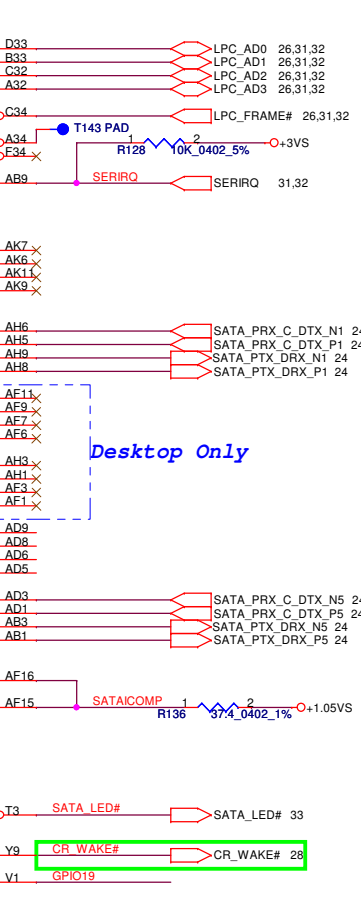 D33 LPC_AD0 26,31,32
B33 LPC_AD1 26,31,32
C32 LPC_AD2 26,31,32
A32 LPC_AD3 26,31,32
C34 LPC_FRAME# 26,31,32
T143 PAD
A34
E34
1 2 +3VS
R128 10K_0402_5%
AB9 SERIRQ SERIRQ 31,32
AK7
AK6
AK11
AK9
AH6 SATA_PRX_C_DTX_N1 24
AH5 SATA_PRX_C_DTX_P1 24
AH9 SATA_PTX_DRX_N1 24
AH8 SATA_PTX_DRX_P1 24
AF11
AF9
AF7
AF6
Desktop Only
AH3
AH1
AF3
AF1
AD9
AD8
AD6
AD5
AD3 SATA_PRX_C_DTX_N5 24
AD1 SATA_PRX_C_DTX_P5 24
AB3 SATA_PTX_DRX_N5 24
AB1 SATA_PTX_DRX_P5 24
AF16
AF15 SATAICOMP 1 2 +1.05VS
R136 37.4_0402_1%
T3 SATA_LED# SATA_LED# 33
Y9 CR_WAKE# CR_WAKE# 28
V1 GPIO19